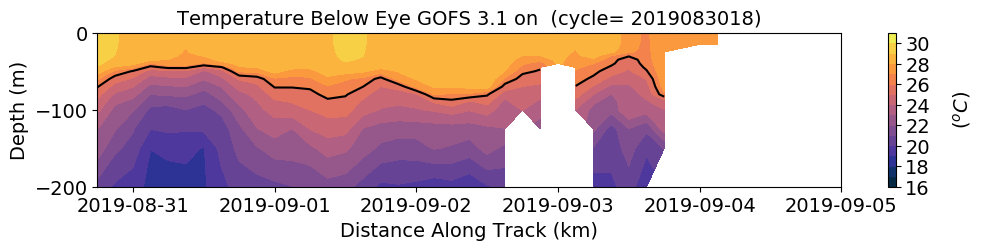 Temperature Below Eye GOFS 3.1 on  (cycle= 2019083018)
0
−100
−200
Depth (m)
2019-08-31 2019-09-01 2019-09-02 2019-09-03 2019-09-04 2019-09-05
Distance Along Track (km)
30
28
26
24
22
20
18
16
(°C)